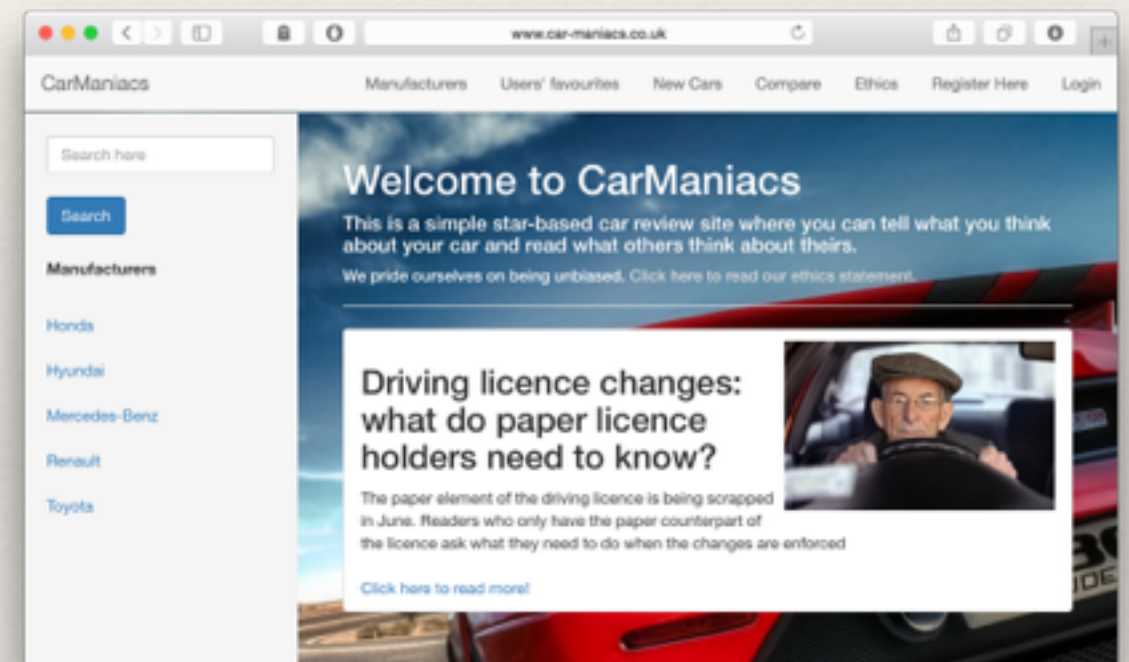 www.car-maniacs.co.uk
CarManiacs
Manufacturers
Users' favourites
New Cars
Compare
Ethics
Register Here
Login
Search here
Search
Manufacturers
Honda
Hyundai
Mercedes-Benz
Renault
Toyota
Welcome to CarManiacs
This is a simple star-based car review site where you can tell what you think
about your car and read what others think about theirs.
We pride ourselves on being unbiased. Click here to read our ethics statement.
Driving licence changes:
what do paper licence
holders need to know?
The paper element of the driving licence is being scrapped
in June. Readers who only have the paper counterpart of
the licence ask what they need to do when the changes are enforced
Click here to read more!